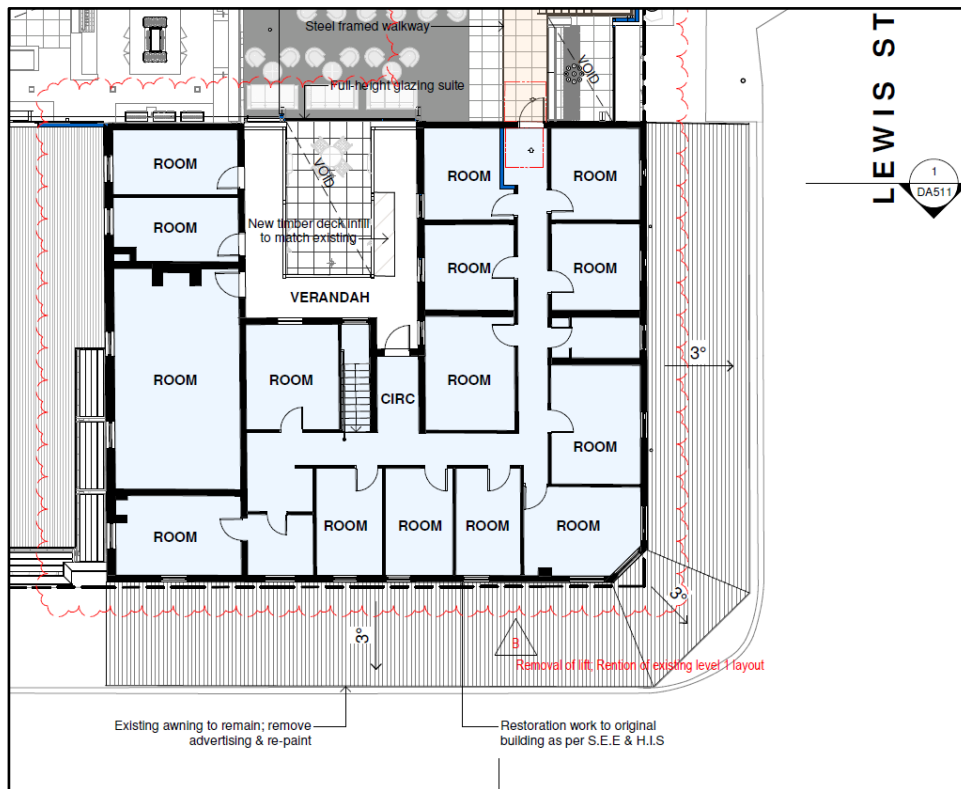 Steel framed walkway
VOID
Full-height glazing suite
LEWIS ST
1
DA511
ROOM
ROOM
ROOM
ROOM
VOID
New timber deck infill
to match existing
ROOM
ROOM
VERANDAH
3°
ROOM
ROOM
CIRC
ROOM
ROOM
ROOM
ROOM
ROOM
ROOM
ROOM
3°
3°
B
Removal of lift; Rention of existing level 1 layout
Existing awning to remain; remove
advertising & re-paint
Restoration work to original
building as per S.E.E & H.I.S